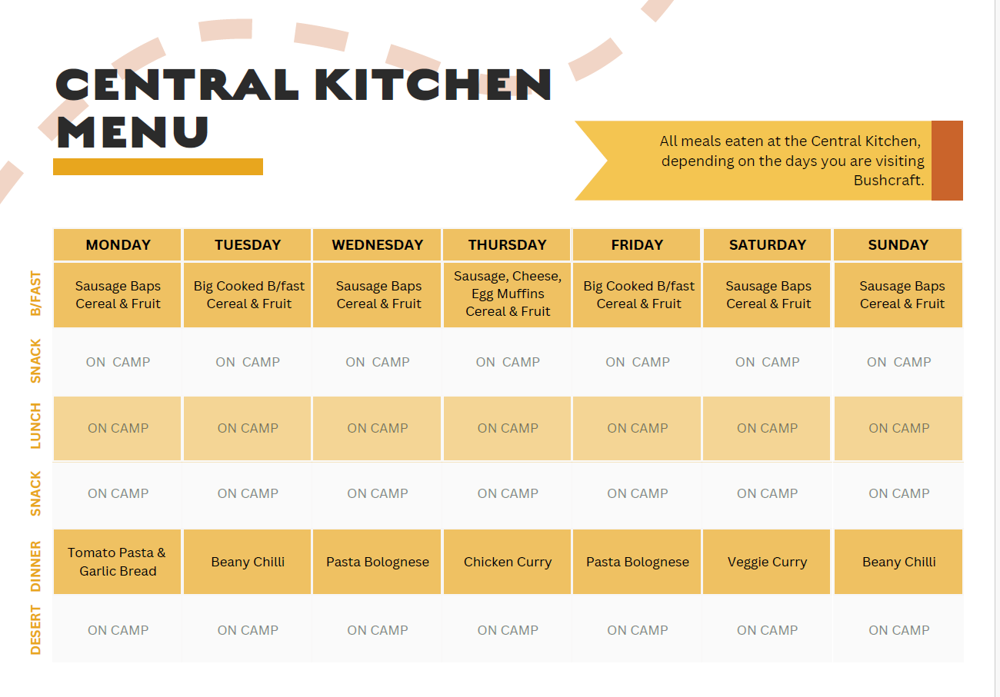 CENTRAL KITCHEN
MENU
All meals eaten at the Central Kitchen,
depending on the days you are visiting
Bushcraft.
MONDAY TUESDAY WEDNESDAY THURSDAY FRIDAY SATURDAY SUNDAY
B/FAST
Sausage Baps
Cereal & Fruit
Big Cooked B/fast
Cereal & Fruit
Sausage Baps
Cereal & Fruit
Sausage, Cheese,
Egg Muffins
Cereal & Fruit
Big Cooked B/fast
Cereal & Fruit
Sausage Baps
Cereal & Fruit
Sausage Baps
Cereal & Fruit
SNACK
ON CAMP ON CAMP ON CAMP ON CAMP ON CAMP ON CAMP ON CAMP
LUNCH
ON CAMP ON CAMP ON CAMP ON CAMP ON CAMP ON CAMP ON CAMP
SNACK
ON CAMP ON CAMP ON CAMP ON CAMP ON CAMP ON CAMP ON CAMP
DINNER
Tomato Pasta &
Garlic Bread
Beany Chilli
Pasta Bolognese
Chicken Curry
Pasta Bolognese
Veggie Curry
Beany Chilli
DESERT
ON CAMP ON CAMP ON CAMP ON CAMP ON CAMP ON CAMP ON CAMP